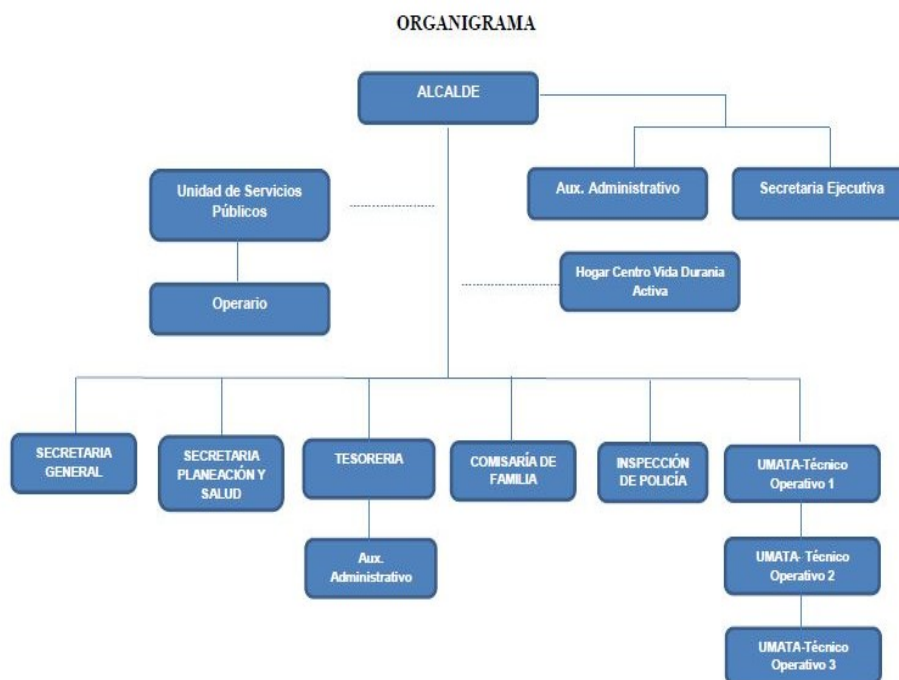 ORGANIGRAMA
ALCALDE
Unidad de Servicios
Públicos
Aux. Administrativo
Secretaria Ejecutiva
Hogar Centro Vida Durania
Activa
Operario
SECRETARIA
GENERAL
SECRETARIA
PLANEACIÓN Y
SALUD
TESORERIA
COMISARÍA DE
FAMILIA
INSPECCIÓN
DE POLICÍA
UMATA-Técnico
Operativo 1
Aux.
Administrativo
UMATA- Técnico
Operativo 2
UMATA-Técnico
Operativo 3